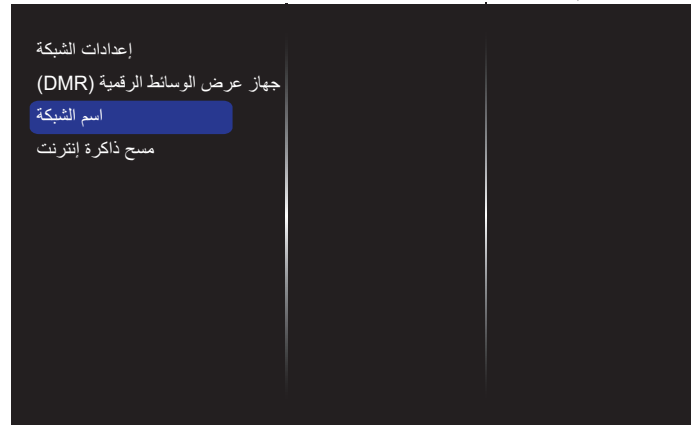 إعدادات الشبكة
جهاز عرض الوسائط الرقمية (DMR)
اسم الشبكة
مسح ذاكرة إنترنت